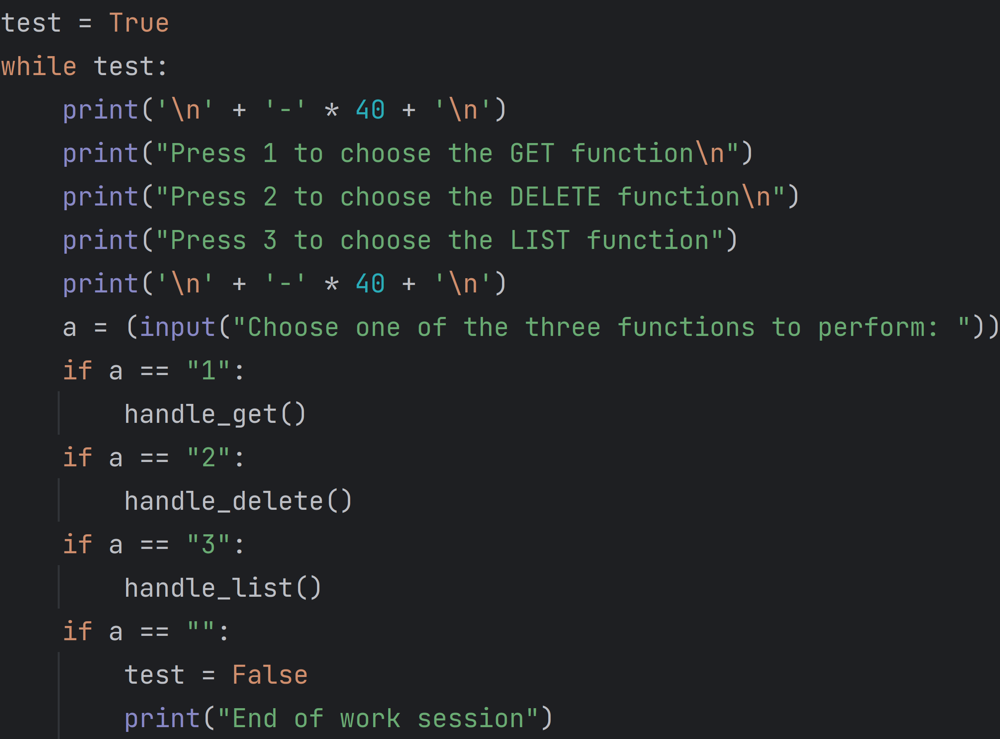 test = True
while test:
    print('\n' + '-' * 40 + '\n')
    print("Press 1 to choose the GET function\n")
    print("Press 2 to choose the DELETE function\n")
    print("Press 3 to choose the LIST function")
    print('\n' + '-' * 40 + '\n')
    a = (input("Choose one of the three functions to perform: "))
    if a == "1":
        handle_get()
    if a == "2":
        handle_delete()
    if a == "3":
        handle_list()
    if a == "":
        test = False
        print("End of work session")